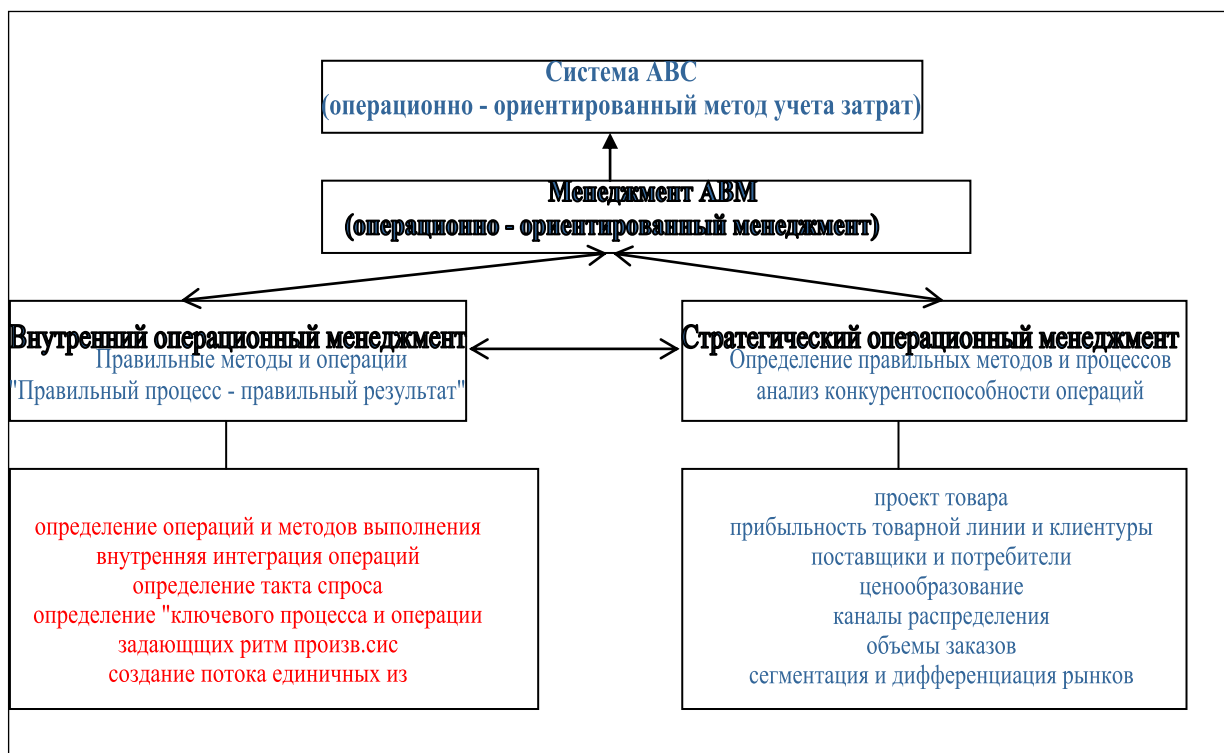 Система АВС
(операционно - ориентированный метод учета затрат)
Менеджмент АВМ
(операционно - ориентированный менеджмент)
Внутренний операционный менеджмент
Правильные методы и операции
"Правильный процесс - правильный результат"
Стратегический операционный менеджмент
Определение правильных методов и процессов
анализ конкурентоспособности операций
определение операций и методов выполнения
внутренняя интеграция операций
определение такта спроса
определение "ключевого процесса и операции
задающщих ритм произв.сис
создание потока единичных из
проект товара
прибыльность товарной линии и клиентуры
поставщики и потребители
ценообразование
каналы распределения
объемы заказов
сегментация и дифференциация рынков